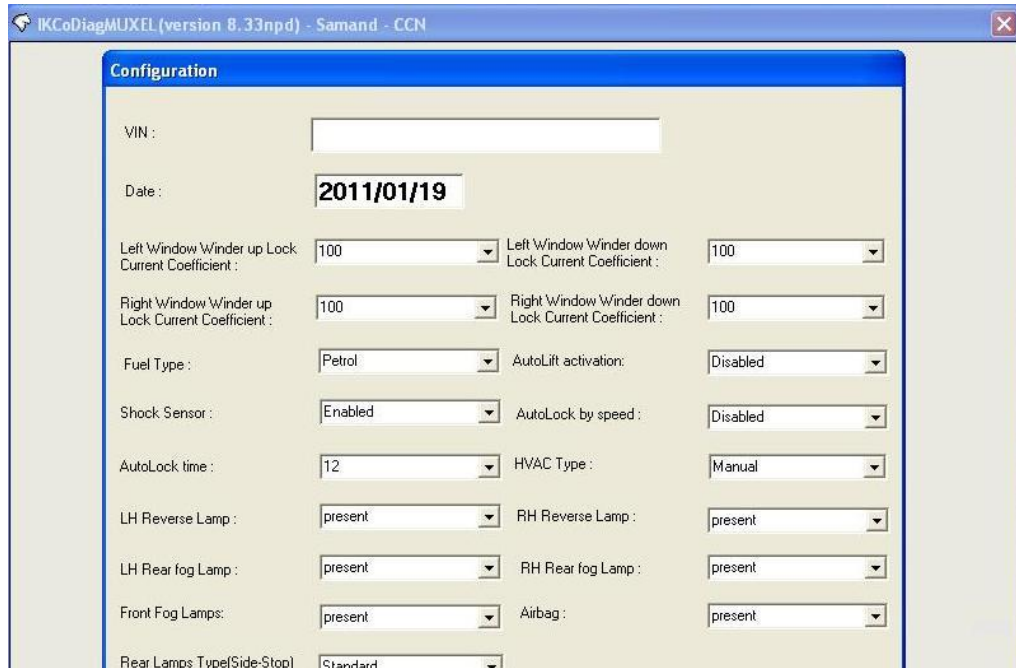 IKCoDiagMUXEL(version 8.33npd) - Samand - CCN
Configuration
VIN :
Date : 2011/01/19
Left Window Winder up Lock
Current Coefficient : 100
Left Window Winder down
Lock Current Coefficient : 100
Right Window Winder up
Lock Current Coefficient : 100
Right Window Winder down
Lock Current Coefficient : 100
Fuel Type : Petrol
AutoLift activation: Disabled
Shock Sensor : Enabled
AutoLock by speed : Disabled
AutoLock time : 12
HVAC Type : Manual
LH Reverse Lamp : present
RH Reverse Lamp : present
LH Rear fog Lamp : present
RH Rear fog Lamp : present
Front Fog Lamps: present
Airbag : present
Rear Lamps Type(Side-Stop) Standard